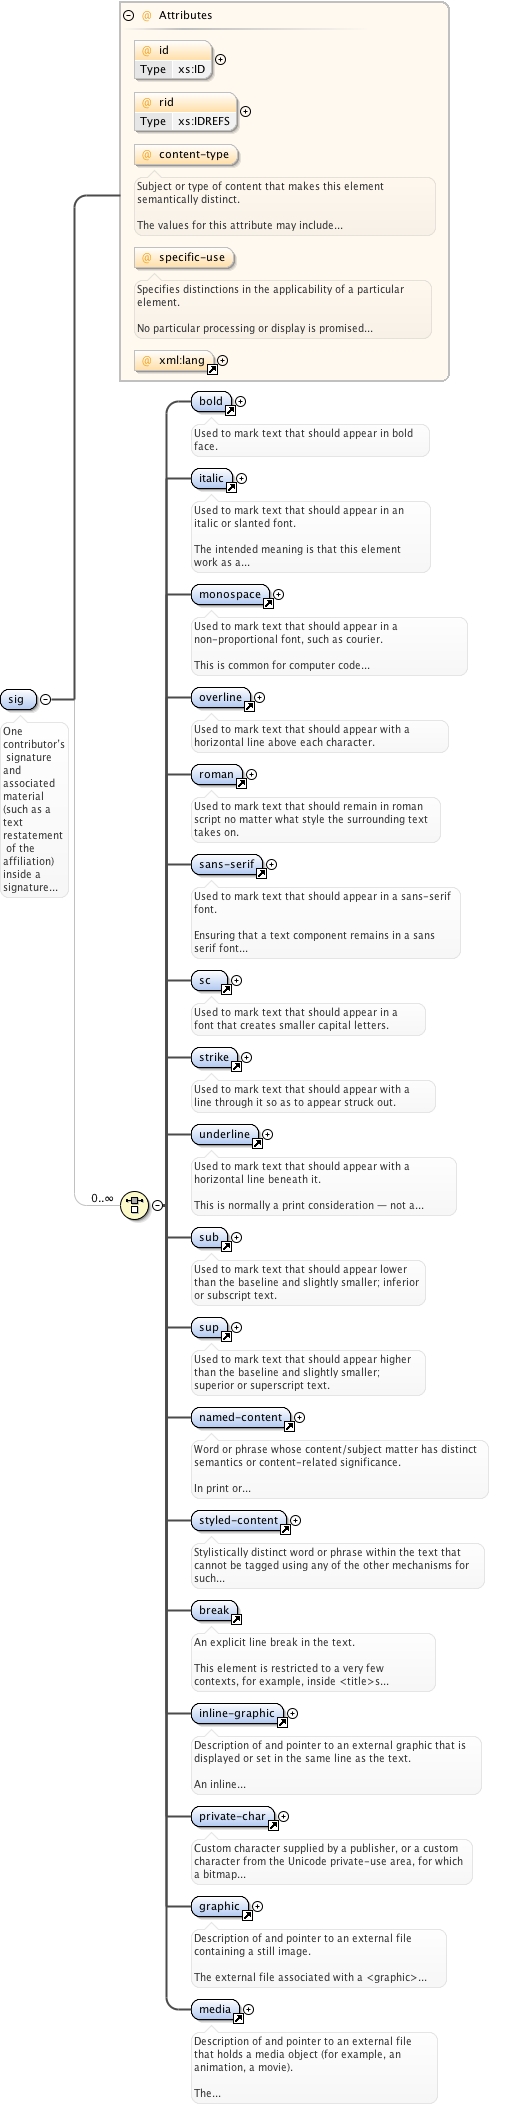 @ Attributes
@ id
Type xs:ID
@ rid
Type xs:IDREFS
@ content-type
Subject or type of content that makes this element
semantically distinct.
The values for this attribute may include...
@ specific-use
Specifies distinctions in the applicability of a particular
element.
No particular processing or display is promised...
@ xml:lang
bold
Used to mark text that should appear in bold
face.
italic
Used to mark text that should appear in an
italic or slanted font.
The intended meaning is that this element
work as a...
monospace
Used to mark text that should appear in a
non-proportional font, such as courier.
This is common for computer code...
sig
One
contributor's
signature
and
associated
material
(such as a
text
restatement
of the
affiliation)
inside a
signature...
overline
Used to mark text that should appear with a
horizontal line above each character.
roman
Used to mark text that should remain in roman
script no matter what style the surrounding text
takes on.
sans-serif
Used to mark text that should appear in a sans-serif
font.
Ensuring that a text component remains in a sans
serif font...
sc
Used to mark text that should appear in a
font that creates smaller capital letters.
strike
Used to mark text that should appear with a
line through it so as to appear struck out.
underline
Used to mark text that should appear with a
horizontal line beneath it.
This is normally a print consideration — not a...
0..∞
sub
Used to mark text that should appear lower
than the baseline and slightly smaller; inferior
or subscript text.
sup
Used to mark text that should appear higher
than the baseline and slightly smaller;
superior or superscript text.
named-content
Word or phrase whose content/subject matter has distinct
semantics or content-related significance.
In print or...
styled-content
Stylistically distinct word or phrase within the text that
cannot be tagged using any of the other mechanisms for
such...
break
An explicit line break in the text.
This element is restricted to a very few
contexts, for example, inside <title>s...
inline-graphic
Description of and pointer to an external graphic that is
displayed or set in the same line as the text.
An inline...
private-char
Custom character supplied by a publisher, or a custom
character from the Unicode private-use area, for which
a bitmap...
graphic
Description of and pointer to an external file
containing a still image.
The external file associated with a <graphic>...
media
Description of and pointer to an external file
that holds a media object (for example, an
animation, a movie).
The...